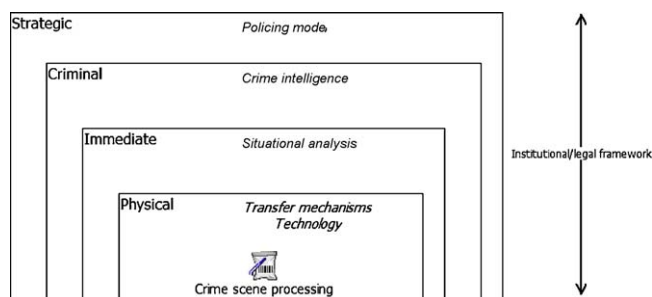 Strategic
Policing mode
Criminal
Crime intelligence
Immediate
Situational analysis
Institutional/legal framework
Physical
Transfer mechanisms
Technology
Crime scene processing